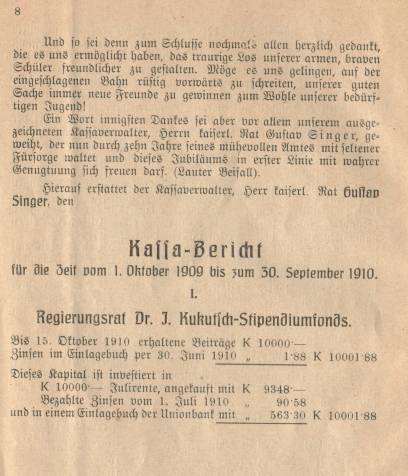 8
Und so sei denn zum Schlusse nochmals allen herzlich gedankt,
die es uns ermöglicht haben, das traurige Los unserer armen, braven
Schüler freundlicher zu gestalten. Möge es uns gelingen, auf der
eingeschlagenen Bahn rüstig vorwärts zu schreiten, unserer guten
Sache immer neue Freunde zu gewinnen zum Wohle unserer bedürf-
tigen Jugend!
Ein Wort innigsten Dankes sei aber vor allem unserem ausge-
zeichneten Kassaverwalter, Herrn kaiserl. Rat Gustav Singer, ge-
weiht, der nun durch zehn Jahre seines mühevollen Amtes mit seltener
Fürsorge waltet und dieses Jubiläums in erster Linie mit wahrer
Genugtuung sich freuen darf. (Lauter Beifall).
Hierauf erstattet der Kassaverwalter, Herr kaiserl. Rat Gustav
Singer, den
Kassa-Bericht
für die Zeit vom 1. Oktober 1909 bis zum 30. September 1910.
I.
Regierungsrat Dr. J. Kukutsch-Stipendiumfonds.
Bis 15. Oktober 1910 erhaltene Beiträge K 10000·—
Zinsen im Einlagebuch per 30. Juni 1910 „ 1·88 K 10001·88
Dieses Kapital ist investiert in
K 10000·— Julirente, angekauft mit K 9348·—
Bezahlte Zinsen vom 1. Juli 1910 „ 90·58
und in einem Einlagebuch der Unionbank mit „ 563·30 K 10001·88